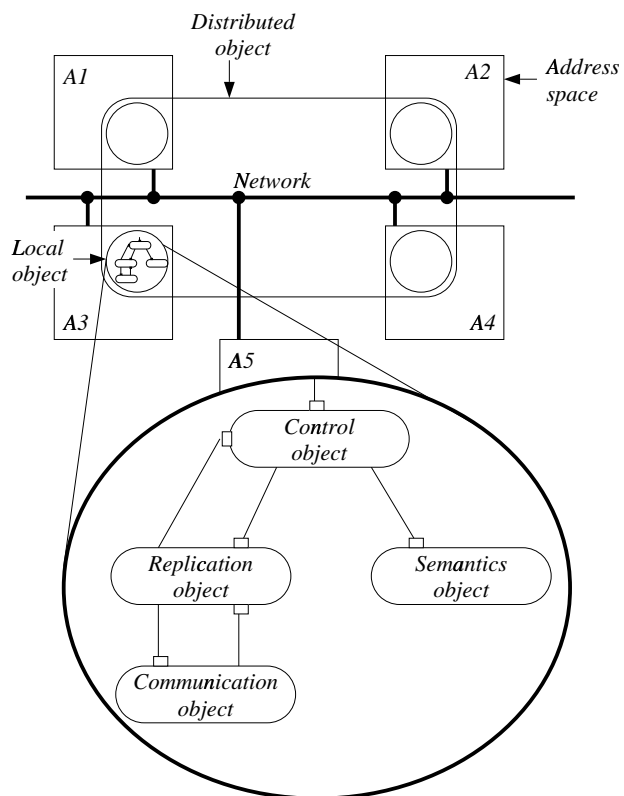 Distributed
object
A1
A2
Address
space
Network
Local
object
A3
A4
A5
Control
object
Replication
object
Semantics
object
Communication
object